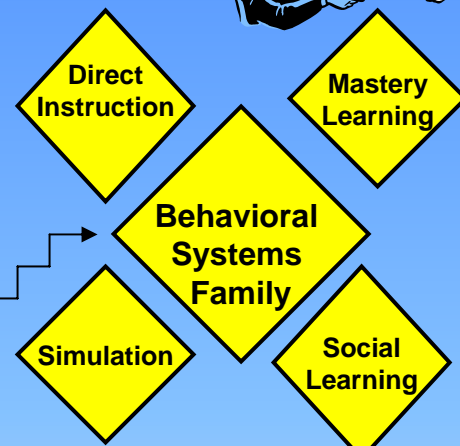 Direct
Instruction
Mastery
Learning
Behavioral
Systems
Family
Simulation
Social
Learning